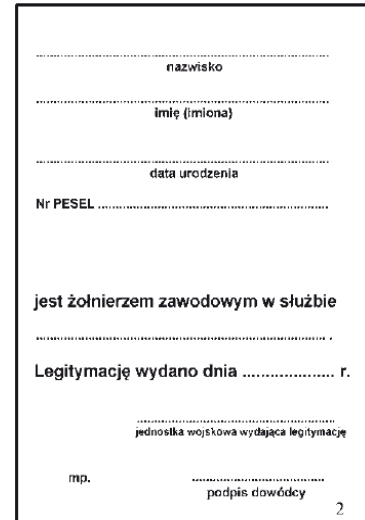 ....................................................
nazwisko
....................................................
imię (imiona)
....................................................
data urodzenia
Nr PESEL ..........................................
jest żołnierzem zawodowym w służbie
.................................................... .
Legitymację wydano dnia .................... r.
....................................................
jednostka wojskowa wydająca legitymację
mp. ..............................
podpis dowódcy
2